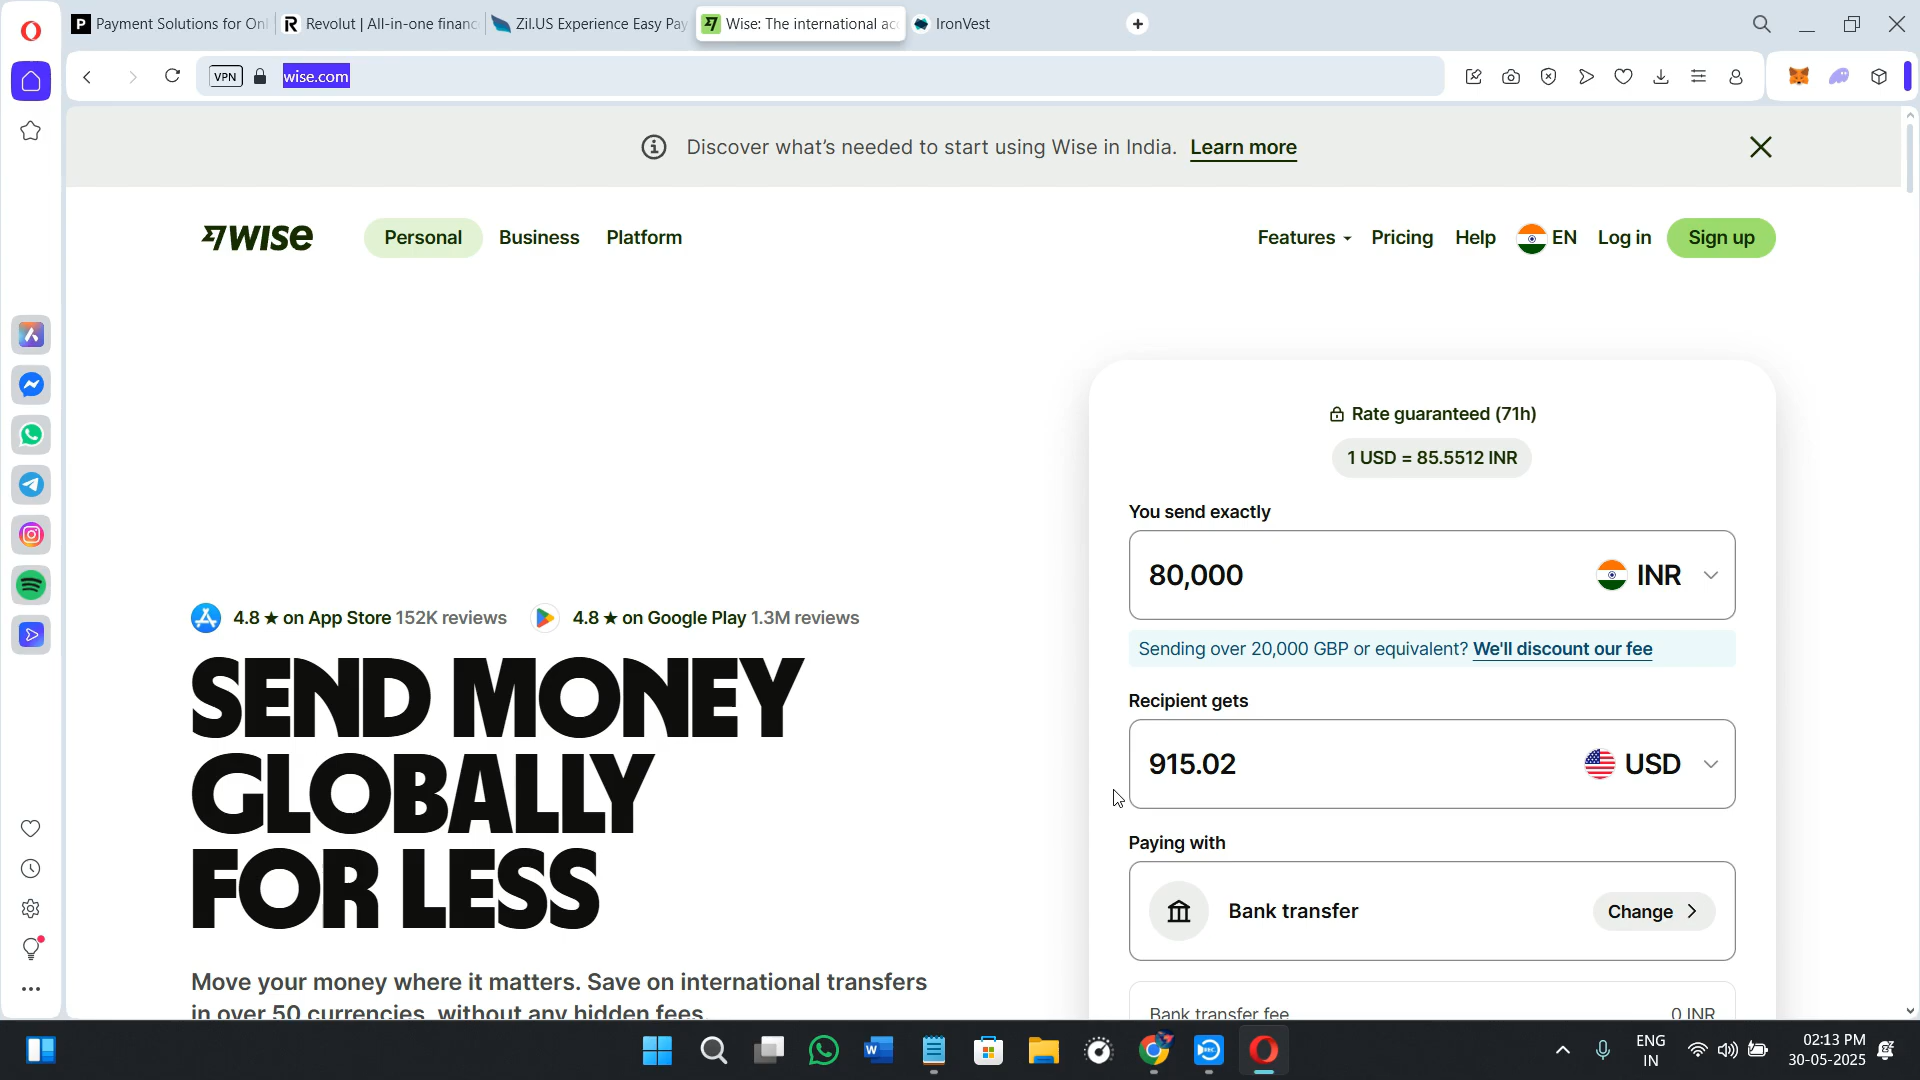 Payment Solutions for Onl
Revolut | All-in-one financ
Zil.US Experience Easy Pay
Wise: The international ac
IronVest
VPN
wise.com
Discover what's needed to start using Wise in India. Learn more
WISE
Personal
Business
Platform
Features
Pricing
Help
EN
Log in
Sign up
Rate guaranteed (71h)
1 USD = 85.5512 INR
You send exactly
80,000
INR
Sending over 20,000 GBP or equivalent? We'll discount our fee
Recipient gets
915.02
USD
Paying with
Bank transfer
Change
Bank transfer fee
0 INR
4.8 ★ on App Store 152K reviews
4.8 ★ on Google Play 1.3M reviews
SEND MONEY
GLOBALLY
FOR LESS
Move your money where it matters. Save on international transfers
in over 50 currencies, without any hidden fees.
ENG
IN
02:13 PM
30-05-2025